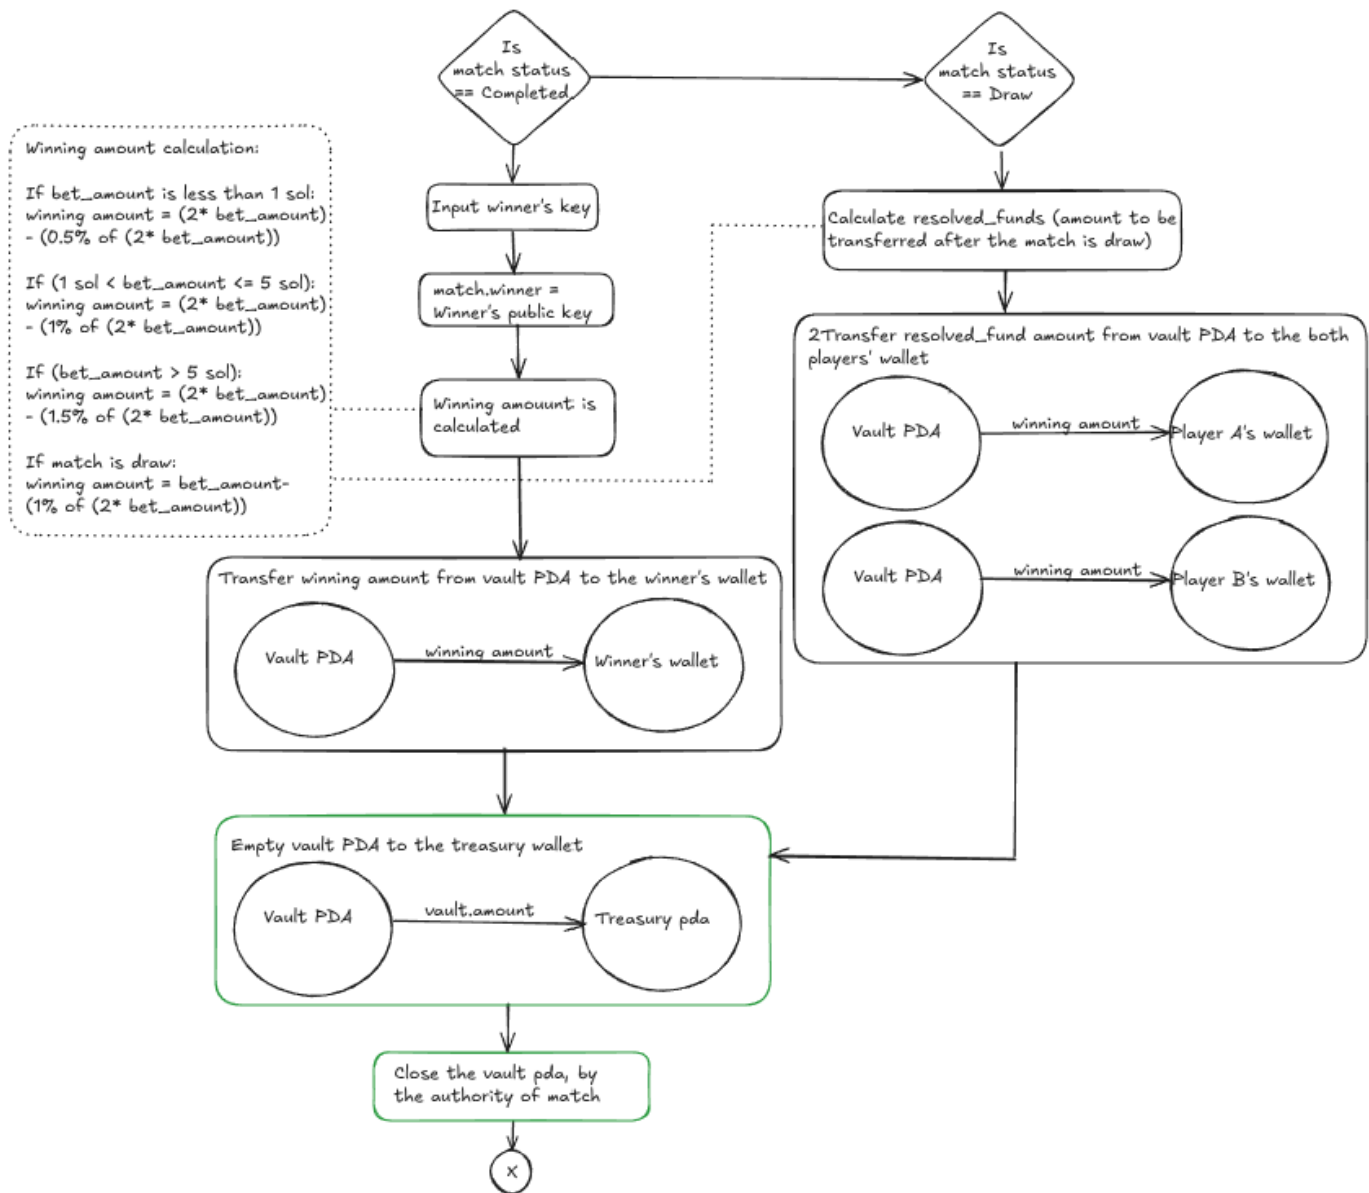 Is
match status
== Completed
Is
match status
== Draw
Winning amount calculation:
If bet_amount is less than 1 sol:
winning amount = (2* bet_amount)
- (0.5% of (2* bet_amount))
If (1 sol < bet_amount <= 5 sol):
winning amount = (2* bet_amount)
- (1% of (2* bet_amount))
If (bet_amount > 5 sol):
winning amount = (2* bet_amount)
- (1.5% of (2* bet_amount))
If match is draw:
winning amount = bet_amount-
(1% of (2* bet_amount))
Input winner's key
match.winner =
Winner's public key
Winning amouunt is
calculated
Calculate resolved_funds (amount to be
transferred after the match is draw)
2Transfer resolved_fund amount from vault PDA to the both
players' wallet
Vault PDA
winning amount
Player A's wallet
Vault PDA
winning amount
Player B's wallet
Transfer winning amount from vault PDA to the winner's wallet
Vault PDA
winning amount
Winner's wallet
Empty vault PDA to the treasury wallet
Vault PDA
vault.amount
Treasury pda
Close the vault pda, by
the authority of match
x